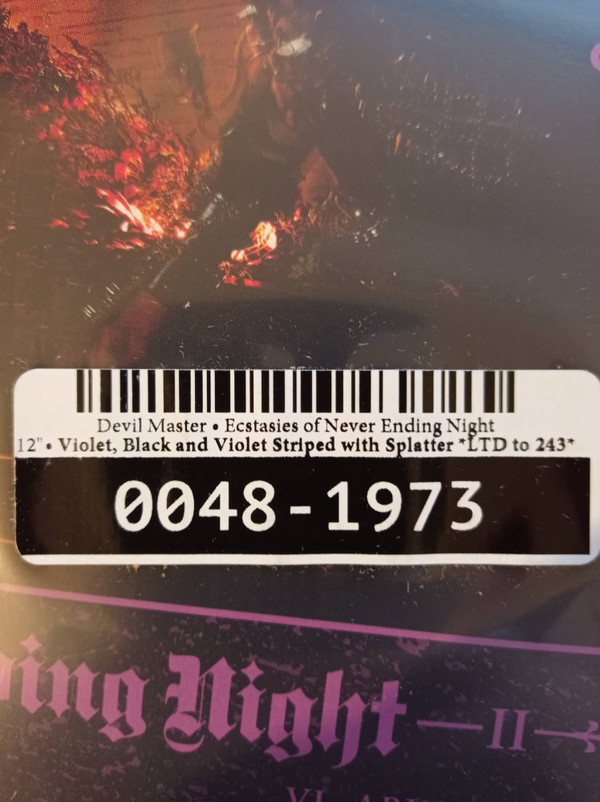 Devil Master • Ecstasies of Never Ending Night
12" • Violet, Black and Violet Striped with Splatter *LTD to 243*
0048-1973
Night —II—
VI.